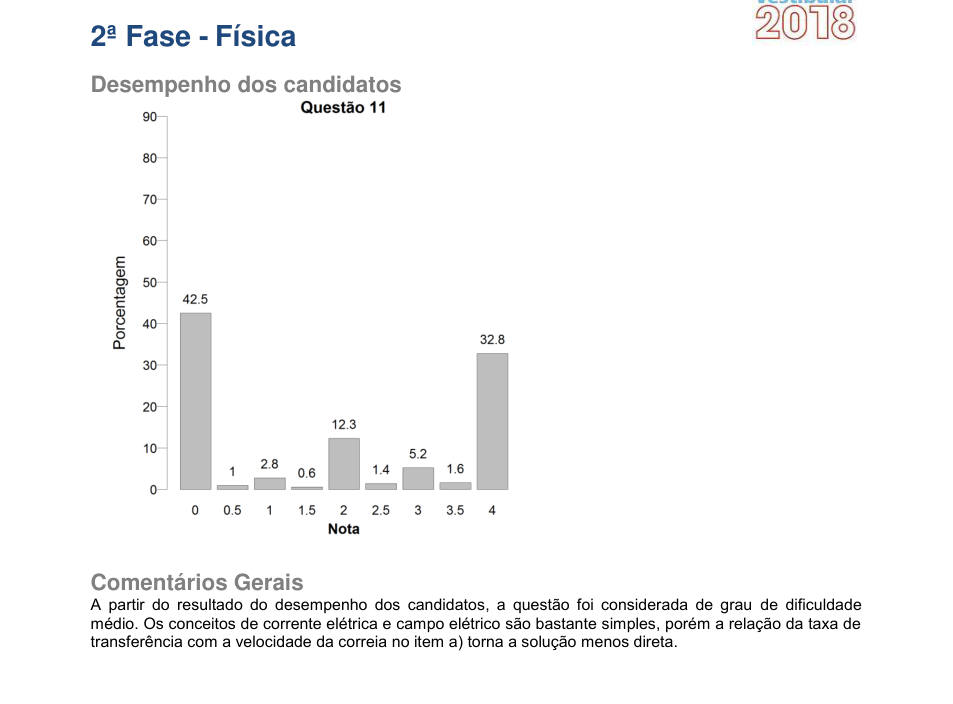 Vestibular
2018
2ª Fase - Física
Desempenho dos candidatos
Questão 11
90
80
70
60
50
40
30
20
10
0
Porcentagem
42.5
1
2.8
0.6
12.3
1.4
5.2
1.6
32.8
0 0.5 1 1.5 2 2.5 3 3.5 4
Nota
Comentários Gerais
A partir do resultado do desempenho dos candidatos, a questão foi considerada de grau de dificuldade
médio. Os conceitos de corrente elétrica e campo elétrico são bastante simples, porém a relação da taxa de
transferência com a velocidade da correia no item a) torna a solução menos direta.